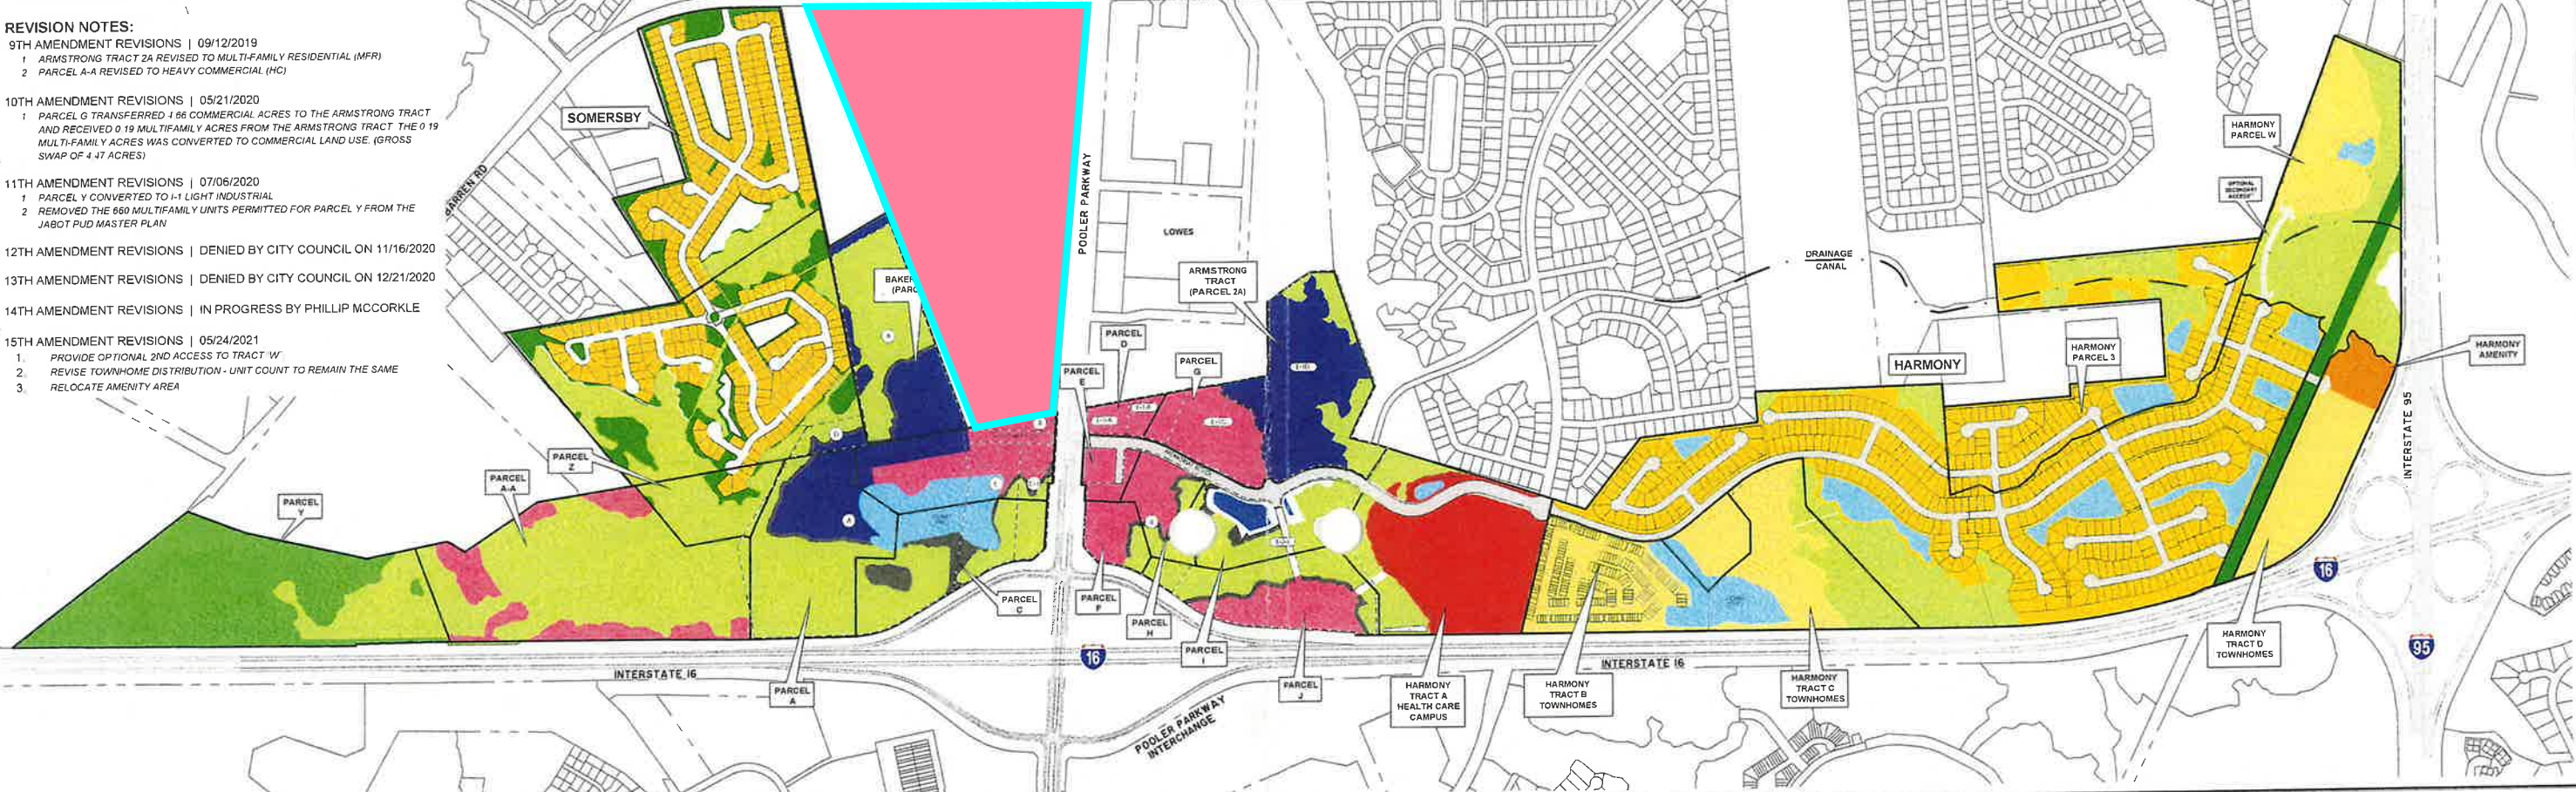 REVISION NOTES:
9TH AMENDMENT REVISIONS | 09/12/2019
1 ARMSTRONG TRACT 2A REVISED TO MULTI-FAMILY RESIDENTIAL (MFR)
2 PARCEL A-A REVISED TO HEAVY COMMERCIAL (HC)
10TH AMENDMENT REVISIONS | 05/21/2020
1 PARCEL G TRANSFERRED 4 66 COMMERCIAL ACRES TO THE ARMSTRONG TRACT
AND RECEIVED 0.19 MULTIFAMILY ACRES FROM THE ARMSTRONG TRACT THE 0 19
MULTI-FAMILY ACRES WAS CONVERTED TO COMMERCIAL LAND USE. (GROSS
SWAP OF 4.47 ACRES)
11TH AMENDMENT REVISIONS | 07/06/2020
1 PARCEL Y CONVERTED TO I-1 LIGHT INDUSTRIAL
2 REMOVED THE 660 MULTIFAMILY UNITS PERMITTED FOR PARCEL Y FROM THE
JABOT PUD MASTER PLAN
12TH AMENDMENT REVISIONS | DENIED BY CITY COUNCIL ON 11/16/2020
13TH AMENDMENT REVISIONS | DENIED BY CITY COUNCIL ON 12/21/2020
14TH AMENDMENT REVISIONS | IN PROGRESS BY PHILLIP MCCORKLE
15TH AMENDMENT REVISIONS | 05/24/2021
1. PROVIDE OPTIONAL 2ND ACCESS TO TRACT 'W'
2. REVISE TOWNHOME DISTRIBUTION - UNIT COUNT TO REMAIN THE SAME
3. RELOCATE AMENITY AREA
BARREN RD
SOMERSBY
POOLER PARKWAY
LOWES
ARMSTRONG
TRACT
(PARCEL 2A)
DRAINAGE
CANAL
HARMONY
PARCEL W
OPTIONAL
SECONDARY
ACCESS
HARMONY
HARMONY
PARCEL 3
HARMONY
AMENITY
INTERSTATE 95
PARCEL
D
PARCEL
E
PARCEL
G
PARCEL
Z
PARCEL
A-A
PARCEL
Y
PARCEL
C
PARCEL
F
PARCEL
H
PARCEL
I
PARCEL
J
PARCEL
A
INTERSTATE 16
16
POOLER PARKWAY
INTERCHANGE
HARMONY
TRACT A
HEALTH CARE
CAMPUS
HARMONY
TRACT B
TOWNHOMES
INTERSTATE 16
HARMONY
TRACT C
TOWNHOMES
HARMONY
TRACT D
TOWNHOMES
16
95